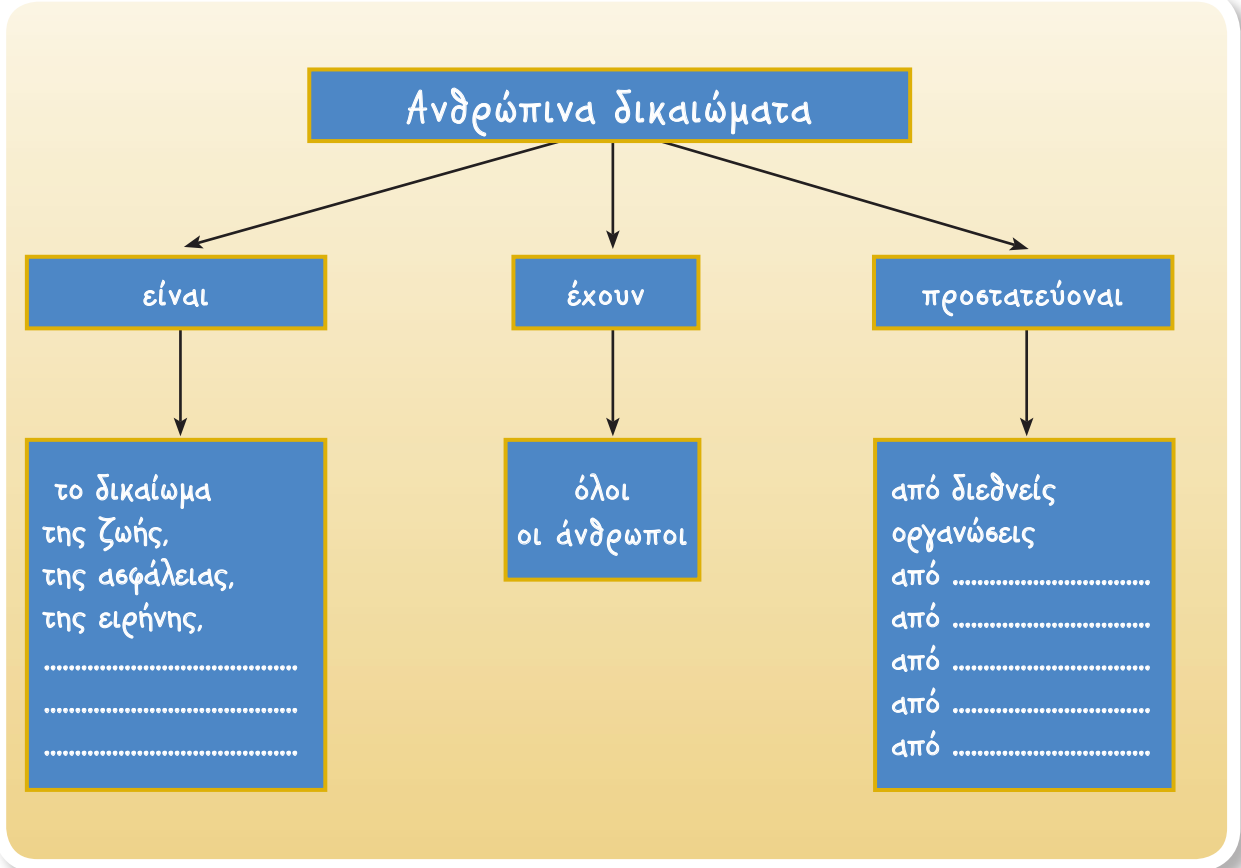 Ανθρώπινα δικαιώματα
είναι
έχουν
προστατεύοναι
το δικαίωμα
της ζωής,
της ασφάλειας,
της ειρήνης,
.........................................
.........................................
.........................................
όλοι
οι άνθρωποι
από διεθνείς
οργανώσεις
από ................................
από ................................
από ................................
από ................................
από ................................